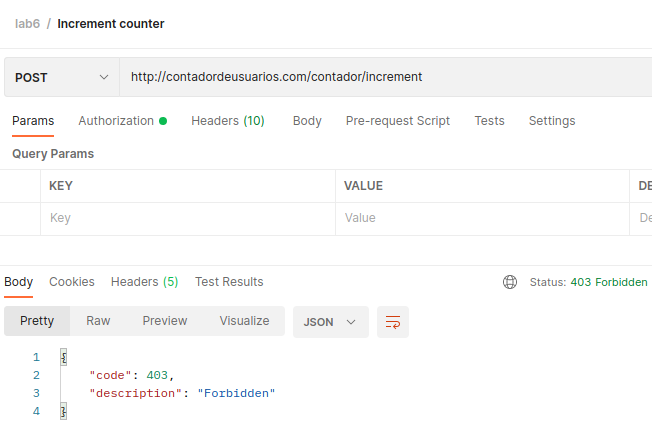 lab6 / Increment counter
POST http://contadordeusuarios.com/contador/increment
Params Authorization Headers (10) Body Pre-request Script Tests Settings
Query Params
KEY VALUE DE
Key Value De
Body Cookies Headers (5) Test Results Status: 403 Forbidden
Pretty Raw Preview Visualize JSON
1 {
2 "code": 403,
3 "description": "Forbidden"
4 }